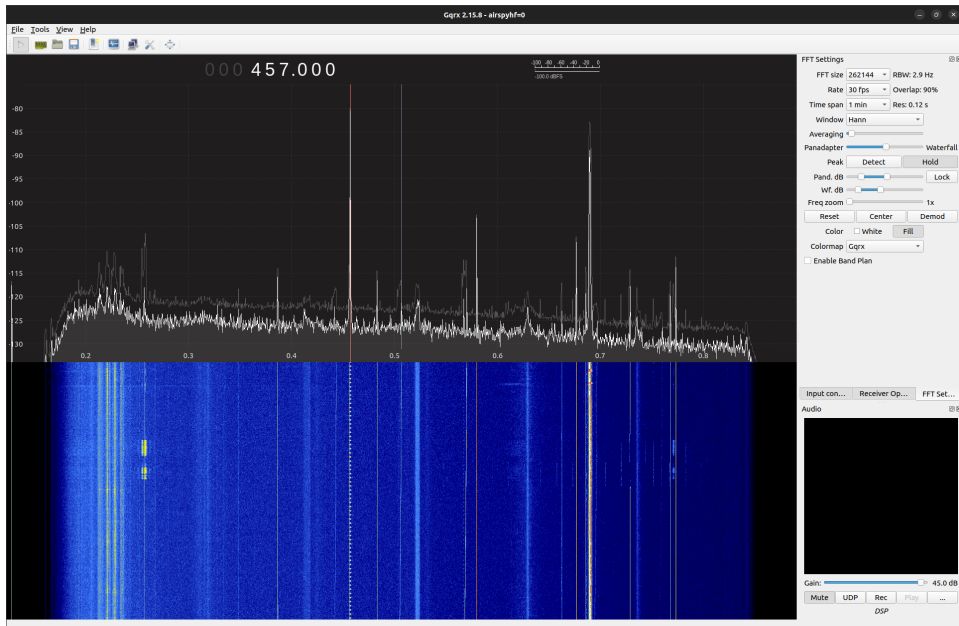 Gqrx 2.15.8 - airspyhf=0
File Tools View Help
000 457.000
-100 -80 -60 -40 -20 0
-100.0 dBFS
-80
-85
-90
-95
-100
-105
-110
-115
-120
-125
-130
0.2 0.3 0.4 0.5 0.6 0.7 0.8
FFT Settings
FFT size 262144 RBW: 2.9 Hz
Rate 30 fps Overlap: 90%
Time span 1 min Res: 0.12 s
Window Hann
Averaging
Panadapter Waterfall
Peak Detect Hold
Pand. dB Lock
Wf. dB
Freq zoom 1x
Reset Center Demod
Color White Fill
Colormap Gqrx
Enable Band Plan
Input con... Receiver Op... FFT Set...
Audio
Gain: 45.0 dB
Mute UDP Rec Play ...
DSP